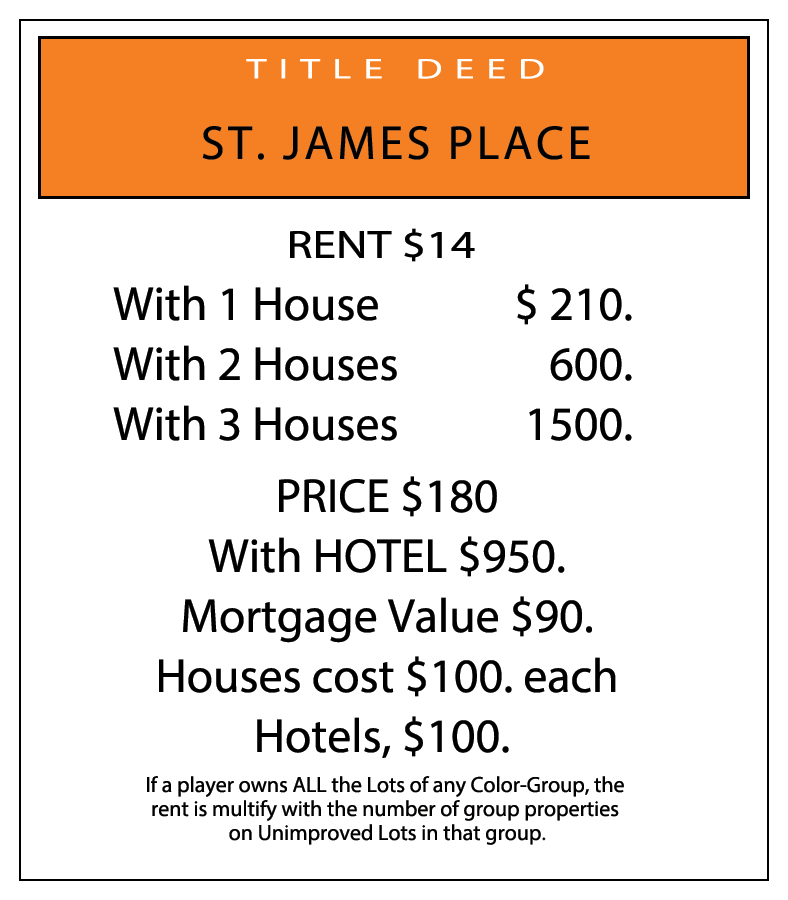 TITLE DEED
ST. JAMES PLACE
RENT $14
With 1 House $ 210.
With 2 Houses 600.
With 3 Houses 1500.
PRICE $180
With HOTEL $950.
Mortgage Value $90.
Houses cost $100. each
Hotels, $100.
If a player owns ALL the Lots of any Color-Group, the
rent is multify with the number of group properties
on Unimproved Lots in that group.